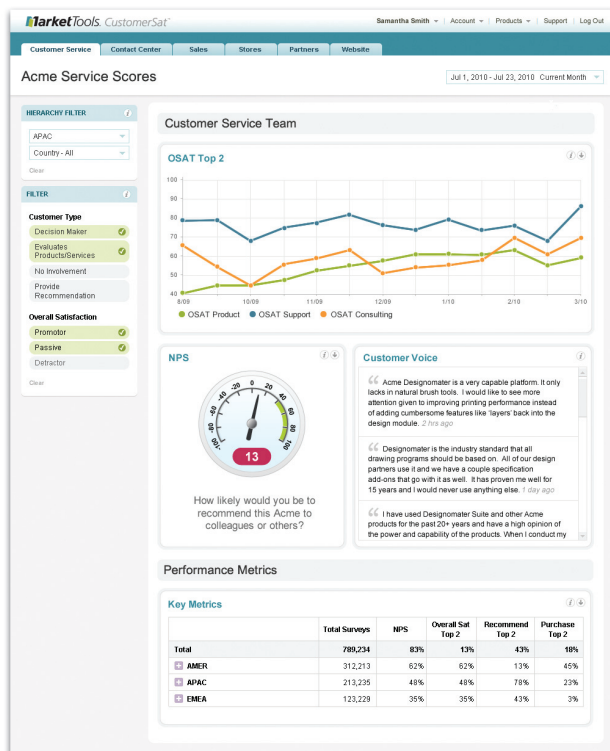 MarketTools. CustomerSat™
Samantha Smith Account Products Support Log Out
Customer Service Contact Center Sales Stores Partners Website
Acme Service Scores
Jul 1, 2010 - Jul 23, 2010 Current Month
HIERARCHY FILTER
APAC
Country - All
Clear
FILTER
Customer Type
Decision Maker
Evaluates
Products/Services
No Involvement
Provide
Recommendation
Overall Satisfaction
Promotor
Passive
Detractor
Clear
Customer Service Team
OSAT Top 2
100
90
80
70
60
50
40
8/09 10/09 11/09 12/09 1/10 2/10 3/10
OSAT Product OSAT Support OSAT Consulting
NPS
-100 -80 -60 -40 -20 0 20 40 60 80 100
13
How likely would you be to
recommend this Acme to
colleagues or others?
Customer Voice
“ Acme Designomater is a very capable platform. It only
lacks in natural brush tools. I would like to see more
attention given to improving printing performance instead
of adding cumbersome features like 'layers' back into the
design module. 2 hrs ago
“ Designomater is the industry standard that all
drawing programs should be based on. All of our design
partners use it and we have a couple specification
add-ons that go with it as well. It has proven me well for
15 years and I would never use anything else. 1 day ago
“ I have used Designomater Suite and other Acme
products for the past 20+ years and have a high opinion of
the power and capability of the products. When I conduct my
Performance Metrics
Key Metrics
Total Surveys NPS Overall Sat Top 2 Recommend Top 2 Purchase Top 2
Total 789,234 83% 13% 43% 18%
AMER 312,213 62% 62% 13% 45%
APAC 213,235 48% 48% 78% 23%
EMEA 123,229 35% 35% 43% 3%